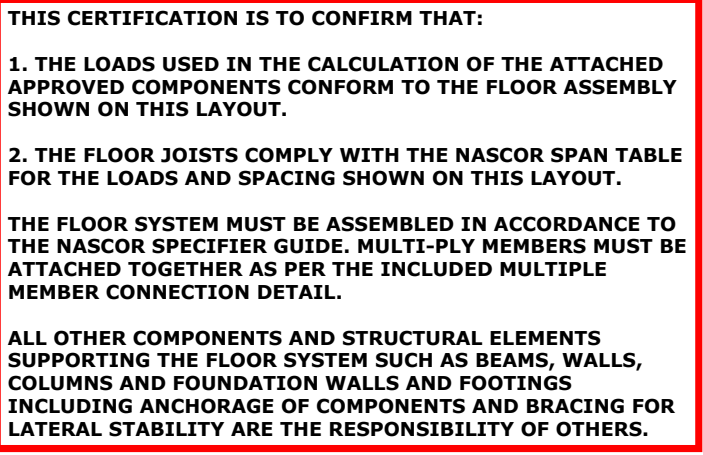 THIS CERTIFICATION IS TO CONFIRM THAT:
1. THE LOADS USED IN THE CALCULATION OF THE ATTACHED
APPROVED COMPONENTS CONFORM TO THE FLOOR ASSEMBLY
SHOWN ON THIS LAYOUT.
2. THE FLOOR JOISTS COMPLY WITH THE NASCOR SPAN TABLE
FOR THE LOADS AND SPACING SHOWN ON THIS LAYOUT.
THE FLOOR SYSTEM MUST BE ASSEMBLED IN ACCORDANCE TO
THE NASCOR SPECIFIER GUIDE. MULTI-PLY MEMBERS MUST BE
ATTACHED TOGETHER AS PER THE INCLUDED MULTIPLE
MEMBER CONNECTION DETAIL.
ALL OTHER COMPONENTS AND STRUCTURAL ELEMENTS
SUPPORTING THE FLOOR SYSTEM SUCH AS BEAMS, WALLS,
COLUMNS AND FOUNDATION WALLS AND FOOTINGS
INCLUDING ANCHORAGE OF COMPONENTS AND BRACING FOR
LATERAL STABILITY ARE THE RESPONSIBILITY OF OTHERS.